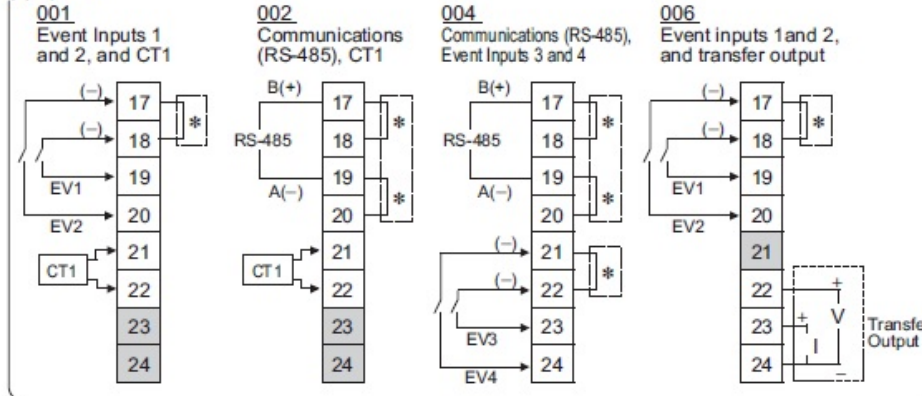 001
Event Inputs 1
and 2, and CT1
(−)
(−)
EV1
EV2
CT1
17
18
19
20
21
22
23
24
*
002
Communications
(RS-485), CT1
B(+)
RS-485
A(−)
CT1
17
18
19
20
21
22
23
24
*
*
004
Communications (RS-485),
Event Inputs 3 and 4
B(+)
RS-485
A(−)
(−)
(−)
EV3
EV4
17
18
19
20
21
22
23
24
*
*
*
006
Event inputs 1and 2,
and transfer output
(−)
(−)
EV1
EV2
17
18
19
20
21
22
23
24
*
+
+
V
I
−
Transfe
Output